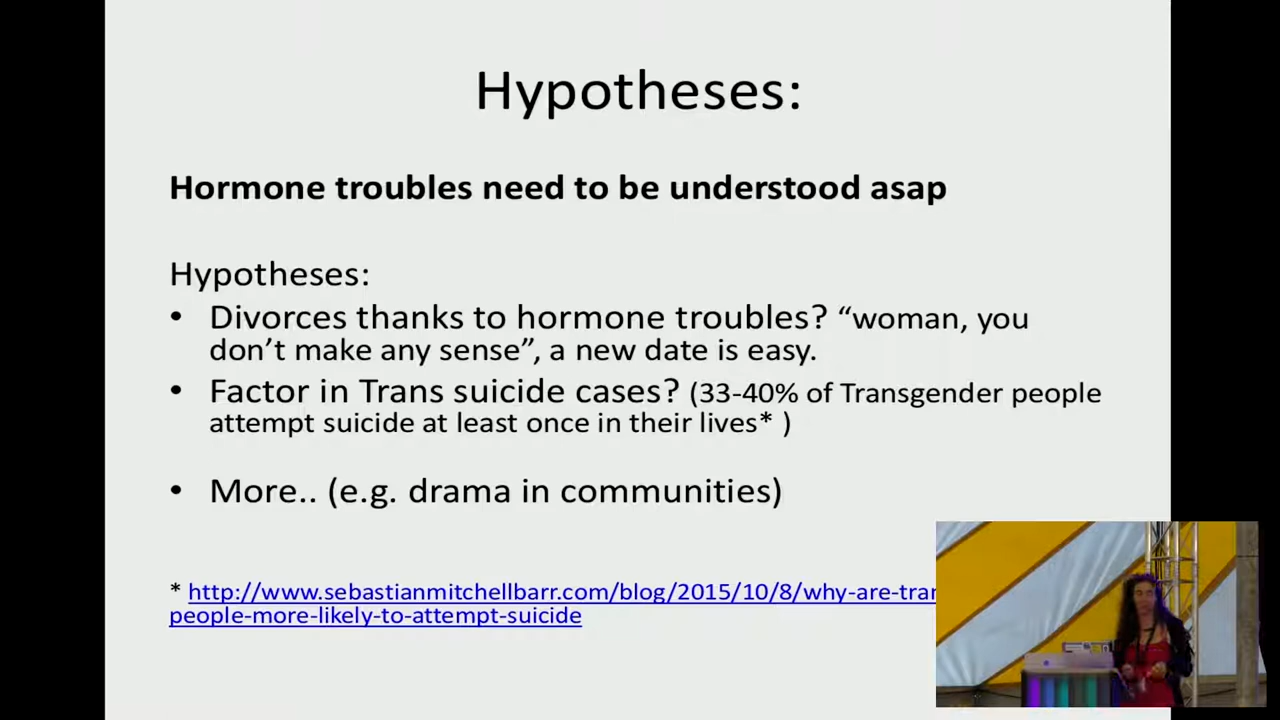 Hypotheses:
Hormone troubles need to be understood asap
Hypotheses:
• Divorces thanks to hormone troubles? “woman, you
don’t make any sense”, a new date is easy.
• Factor in Trans suicide cases? (33-40% of Transgender people
attempt suicide at least once in their lives* )
• More.. (e.g. drama in communities)
* http://www.sebastianmitchellbarr.com/blog/2015/10/8/why-are-tran
people-more-likely-to-attempt-suicide